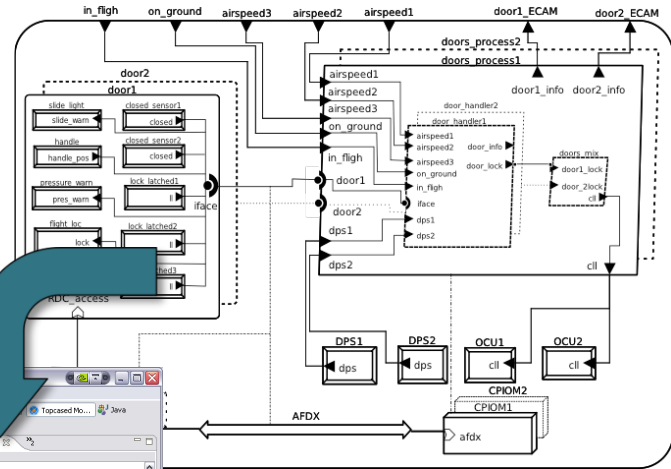 in_fligh
on_ground
airspeed3
airspeed2
airspeed1
door1_ECAM
door2_ECAM
doors_process2
doors_process1
door2
door1
slide_light
slide_warn
closed_sensor1
closed
handle
handle_pos
closed_sensor2
closed
pressure_warn
pres_warn
lock_latched1
ll
flight_loc
lock
lock_latched2
ll
ll
iface
RDC_access
airspeed1
airspeed2
airspeed3
on_ground
in_fligh
door1
door2
dps1
dps2
door1_info
door2_info
door_handler2
door_handler1
airspeed1
airspeed2
airspeed3
on_ground
in_fligh
iface
dps1
dps2
door_info
door_lock
doors_mix
door1_lock
door_2lock
cll
cll
DPS1
dps
DPS2
dps
OCU1
cll
OCU2
cll
CPIOM2
CPIOM1
afdx
AFDX
Topcased Mo...
Java